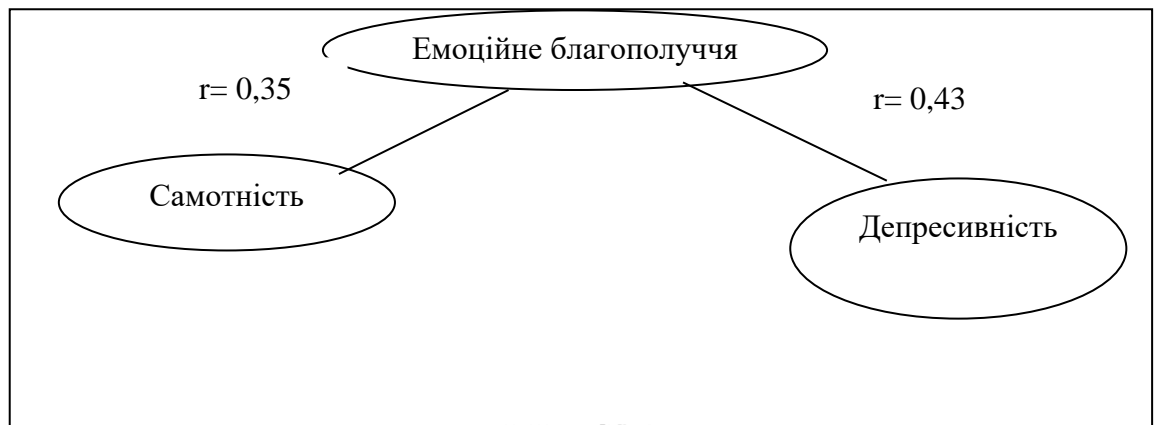 Емоційне благополуччя
r= 0,35
r= 0,43
Самотність
Депресивність